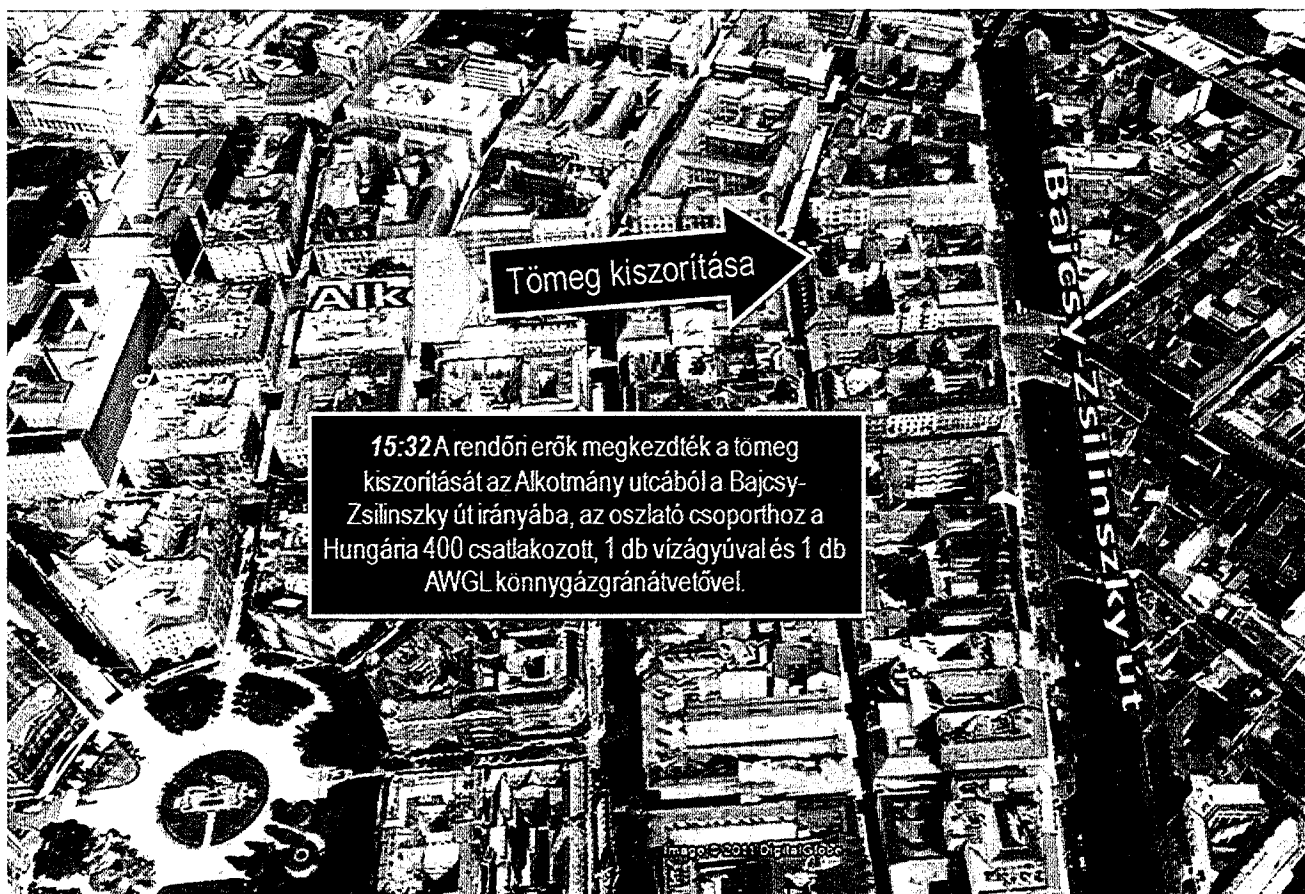 Bajcsy-Zsilinszky út
Tömeg kiszorítása
Alk
15:32 A rendőri erők megkezdték a tömeg
kiszorítását az Alkotmány utcából a Bajcsy-
Zsilinszky út irányába, az oszlató csoporthoz a
Hungária 400 csatlakozott, 1 db vízágyúval és 1 db
AWGL könnygázgránátvetővel.
Image © 2011 DigitalGlobe